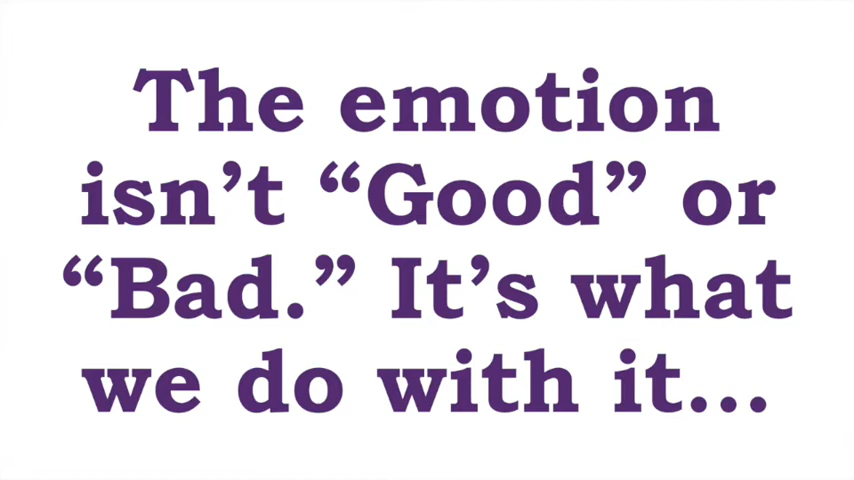 The emotion
isn’t “Good” or
“Bad.” It’s what
we do with it...